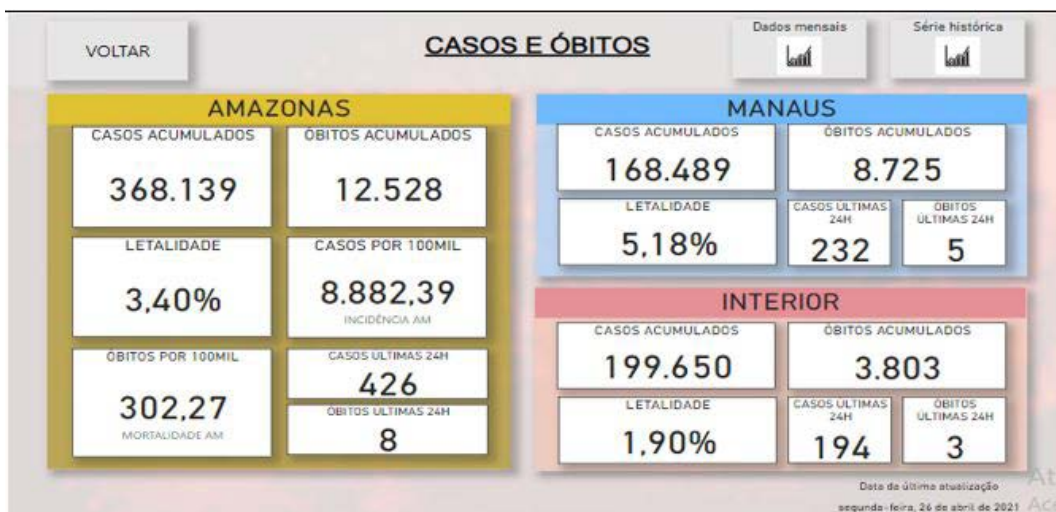 VOLTAR
CASOS E ÓBITOS
Dados mensais
Série histórica
AMAZONAS
CASOS ACUMULADOS
368.139
ÓBITOS ACUMULADOS
12.528
LETALIDADE
3,40%
CASOS POR 100MIL
8.882,39
INCIDÊNCIA AM
ÓBITOS POR 100MIL
302,27
MORTALIDADE AM
CASOS ÚLTIMAS 24H
426
ÓBITOS ÚLTIMAS 24H
8
MANAUS
CASOS ACUMULADOS
168.489
ÓBITOS ACUMULADOS
8.725
LETALIDADE
5,18%
CASOS ÚLTIMAS
24H
232
ÓBITOS
ÚLTIMAS 24H
5
INTERIOR
CASOS ACUMULADOS
199.650
ÓBITOS ACUMULADOS
3.803
LETALIDADE
1,90%
CASOS ÚLTIMAS
24H
194
ÓBITOS
ÚLTIMAS 24H
3
Data da última atualização
segunda-feira, 26 de abril de 2021